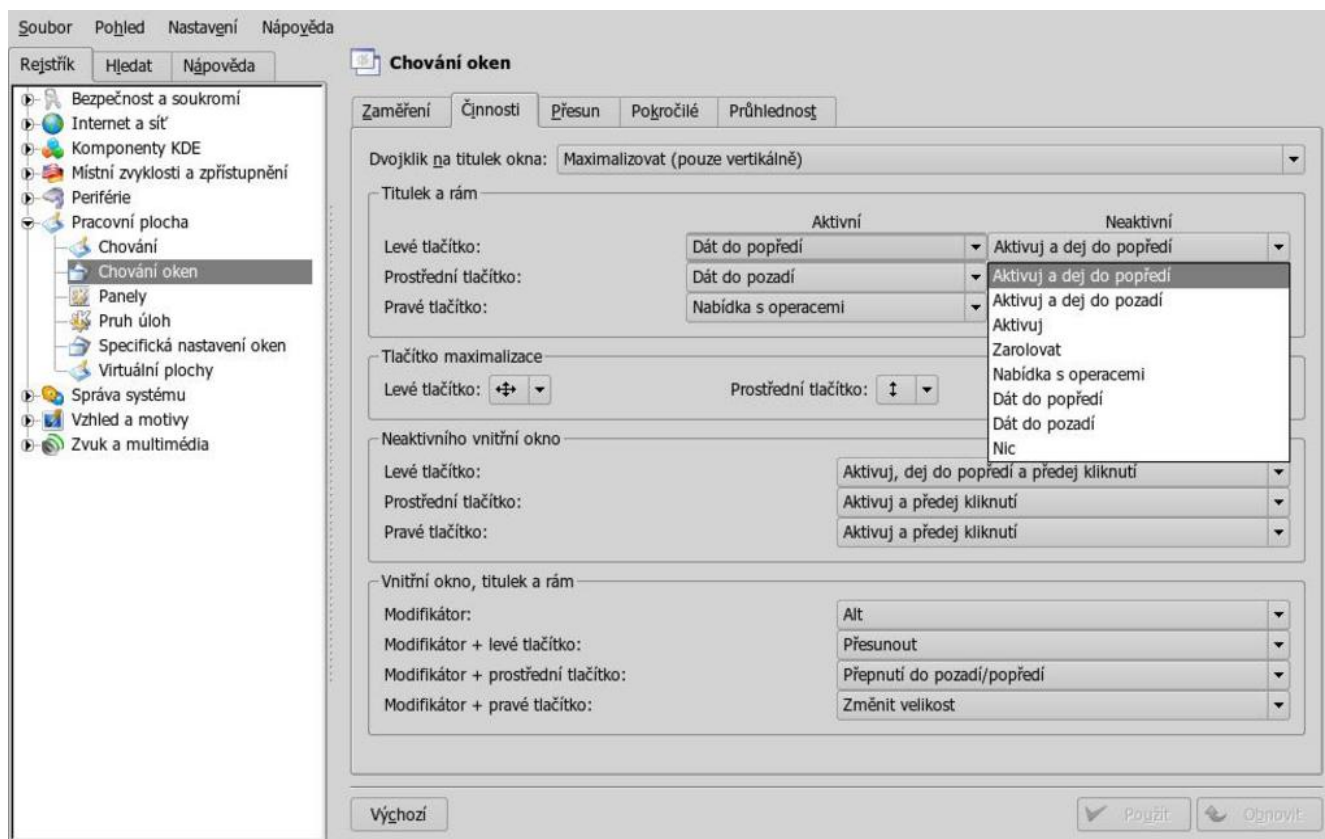 Soubor Pohled Nastavení Nápověda
Rejstřík Hledat Nápověda
Bezpečnost a soukromí
Internet a síť
Komponenty KDE
Místní zvyklosti a zpřístupnění
Periférie
Pracovní plocha
Chování
Chování oken
Panely
Pruh úloh
Specifická nastavení oken
Virtuální plochy
Správa systému
Vzhled a motivy
Zvuk a multimédia
Chování oken
Zaměření Činnosti Přesun Pokročilé Průhlednost
Dvojklik na titulek okna: Maximalizovat (pouze vertikálně)
Titulek a rám
Aktivní Neaktivní
Levé tlačítko: Dát do popředí Aktivuj a dej do popředí
Prostřední tlačítko: Dát do pozadí
Pravé tlačítko: Nabídka s operacemi
Aktivuj a dej do popředí
Aktivuj a dej do pozadí
Aktivuj
Zarolovat
Nabídka s operacemi
Dát do popředí
Dát do pozadí
Nic
Tlačítko maximalizace
Levé tlačítko: Prostřední tlačítko:
Neaktivního vnitřní okno
Levé tlačítko: Aktivuj, dej do popředí a předej kliknutí
Prostřední tlačítko: Aktivuj a předej kliknutí
Pravé tlačítko: Aktivuj a předej kliknutí
Vnitřní okno, titulek a rám
Modifikátor: Alt
Modifikátor + levé tlačítko: Přesunout
Modifikátor + prostřední tlačítko: Přepnutí do pozadí/popředí
Modifikátor + pravé tlačítko: Změnit velikost
Výchozí Použít Obnovit